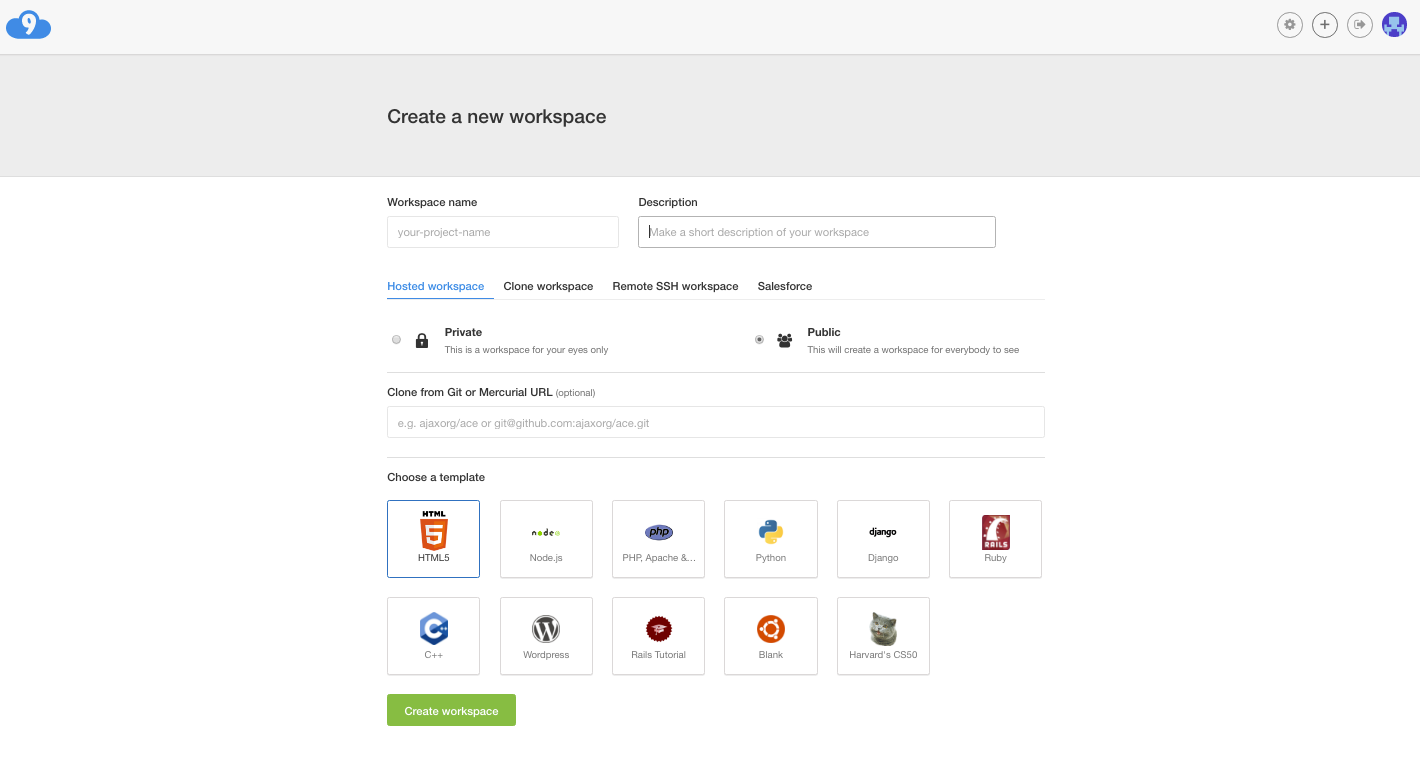 9
Create a new workspace
Workspace name
Description
your-project-name
Make a short description of your workspace
Hosted workspace
Clone workspace
Remote SSH workspace
Salesforce
Private
This is a workspace for your eyes only
Public
This will create a workspace for everybody to see
Clone from Git or Mercurial URL (optional)
e.g. ajaxorg/ace or git@github.com:ajaxorg/ace.git
Choose a template
HTML
5
HTML5
node
Node.js
php
PHP, Apache &...
Python
django
Django
RAILS
Ruby
C++
C++
W
Wordpress
Rails Tutorial
Blank
Harvard's CS50
Create workspace